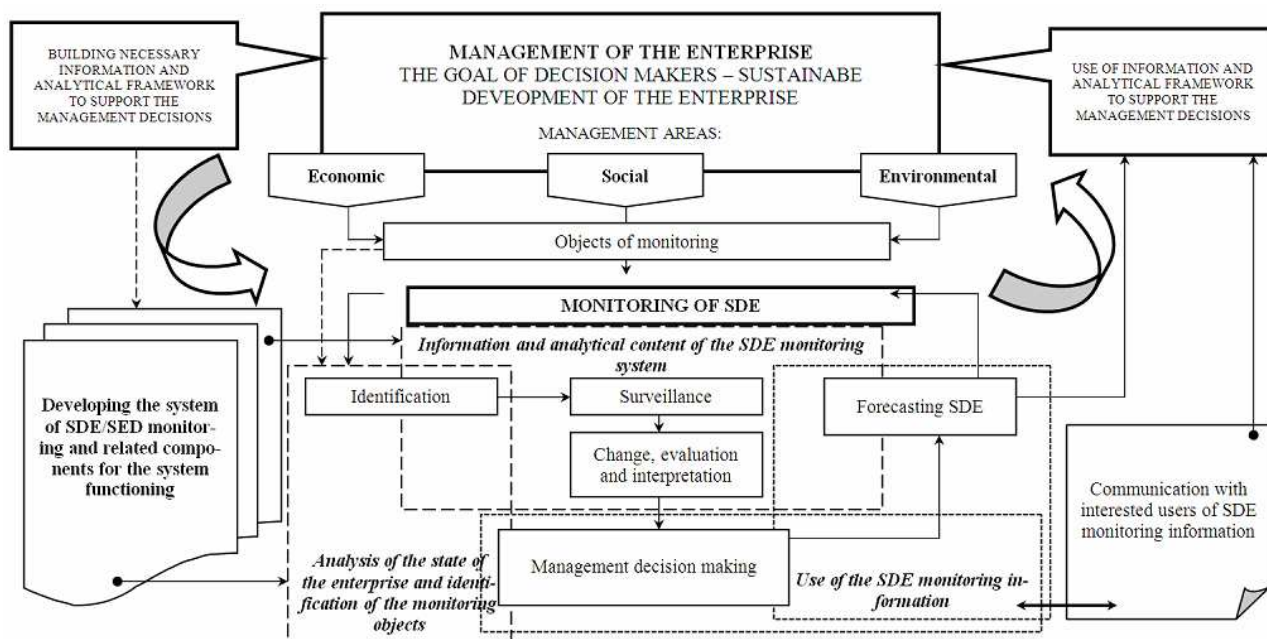 BUILDING NECESSARY
INFORMATION AND
ANALYTICAL FRAMEWORK
TO SUPPORT THE
MANAGEMENT DECISIONS
MANAGEMENT OF THE ENTERPRISE
THE GOAL OF DECISION MAKERS – SUSTAINABE
DEVEOPMENT OF THE ENTERPRISE
MANAGEMENT AREAS:
USE OF INFORMATION AND
ANALYTICAL FRAMEWORK
TO SUPPORT THE
MANAGEMENT DECISIONS
Economic
Social
Environmental
Objects of monitoring
MONITORING OF SDE
Information and analytical content of the SDE monitoring
system
Identification
Surveillance
Forecasting SDE
Developing the system
of SDE/SED monitor-
ing and related compo-
nents for the system
functioning
Change, evaluation
and interpretation
Communication with
interested users of SDE
monitoring information
Analysis of the state of
the enterprise and identi-
fication of the monitoring
objects
Management decision making
Use of the SDE monitoring in-
formation